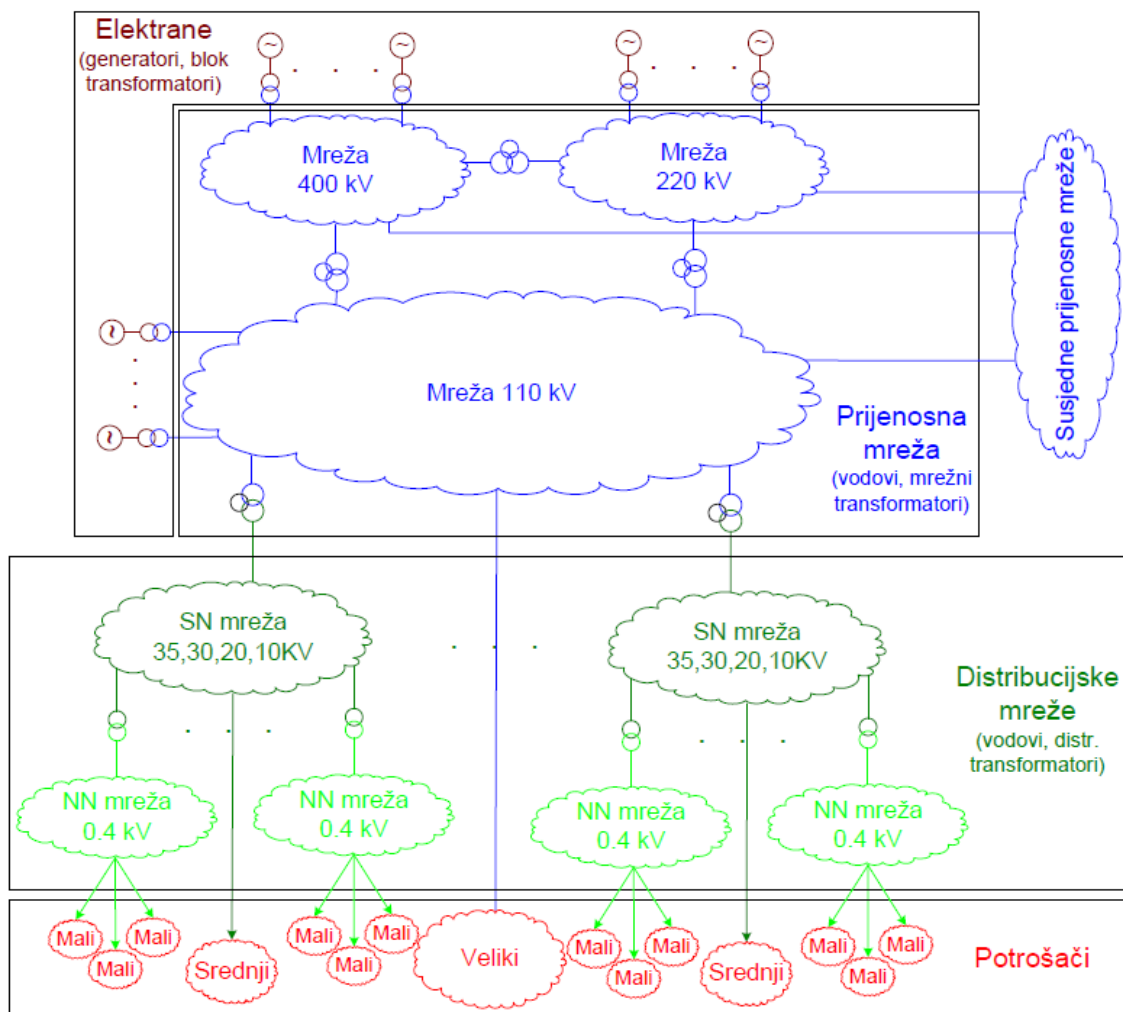 Elektrane
(generatori, blok
transformatori)
~
~
~
~
Mreža
400 kV
Mreža
220 kV
Susjedne prijenosne mreže
~
~
Mreža 110 kV
Prijenosna
mreža
(vodovi, mrežni
transformatori)
SN mreža
35,30,20,10KV
SN mreža
35,30,20,10KV
Distribucijske
mreže
(vodovi, distr.
transformatori)
NN mreža
0.4 kV
NN mreža
0.4 kV
NN mreža
0.4 kV
NN mreža
0.4 kV
Mali
Mali
Mali
Srednji
Mali
Mali
Mali
Veliki
Mali
Mali
Mali
Srednji
Mali
Mali
Mali
Potrošači